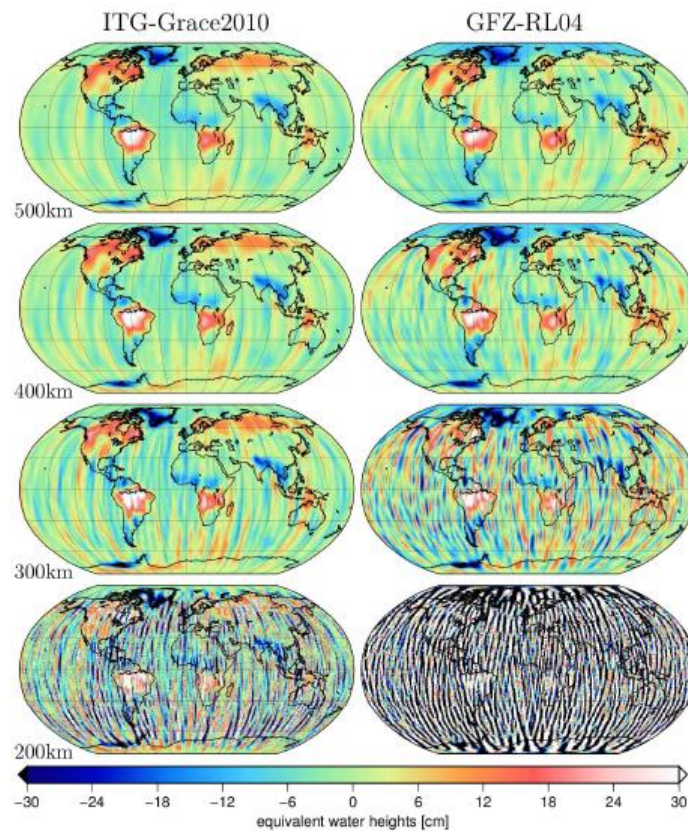 ITG-Grace2010 GFZ-RL04
500km
400km
300km
200km
−30 −24 −18 −12 −6 0 6 12 18 24 30
equivalent water heights [cm]